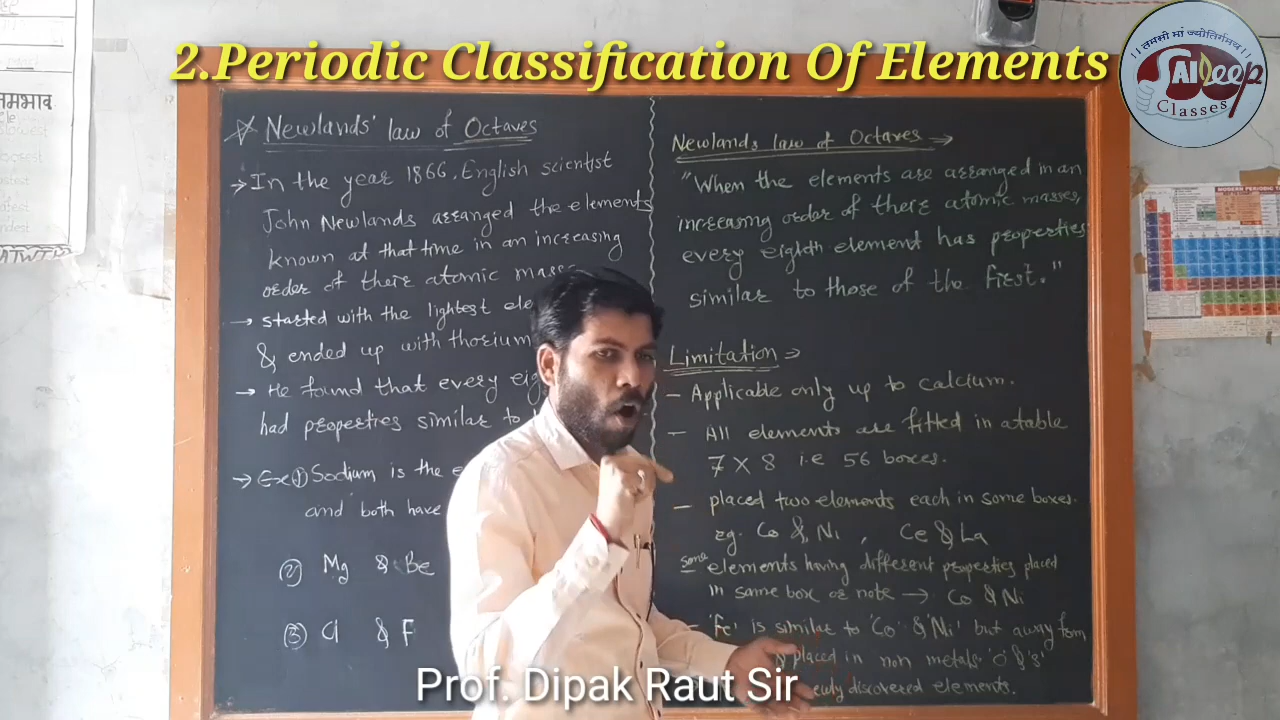 2.Periodic Classification Of Elements
।। तमसो मां ज्योतिर्गमय ।।
SAIDeep
Classes
Newlands' law of Octaves
→ In the year 1866, English scientist
John Newlands arranged the elements
known at that time in an increasing
order of there atomic mass
→ started with the lightest ele
& ended up with thorium
→ He found that every eig
had properties similar to
→ Ex① Sodium is the e
and both have
② Mg & Be
③ Cl & F
Newlands law of Octaves →
"When the elements are arranged in an
increasing order of there atomic masses,
every eighth element has properties
similar to those of the first."
Limitation ⇒
- Applicable only up to calcium.
- All elements are fitted in a table
7 X 8 i.e 56 boxes.
- placed two elements each in some boxes.
eg. Co & Ni , Ce & La
some elements having different properties placed
in same box or note → Co & Ni
- 'Fe' is similar to 'Co' & 'Ni' but away form
& placed in non metals 'O' & 'S'
ewly discovered elements.
MODERN PERIODIC T
Prof. Dipak Raut Sir